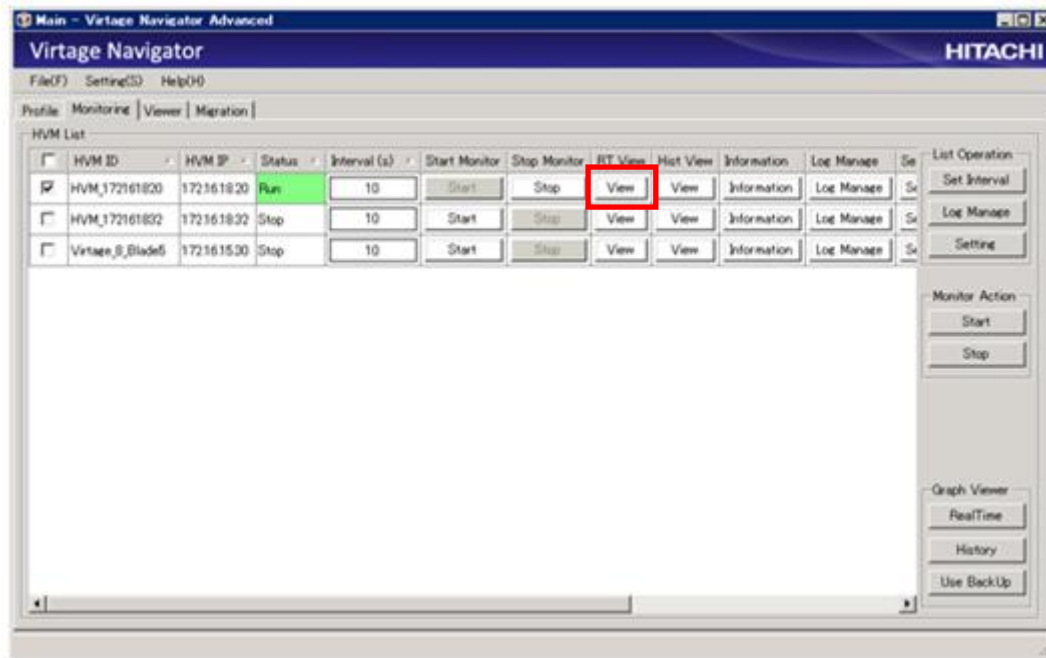 Main - Virtage Navigator Advanced
Virtage Navigator HITACHI
File(F) Setting(S) Help(H)
Profile Monitoring Viewer Migration
HVM List
HVM ID HVM IP Status Interval (s) Start Monitor Stop Monitor RT View Hist View Information Log Manage Se List Operation
HVM_172161820 172.16.18.20 Run 10 Start Stop View View Information Log Manage Se Set Interval
HVM_172161832 172.16.18.32 Stop 10 Start Stop View View Information Log Manage Se Log Manage
Virtage_8_Blade5 172.16.15.30 Stop 10 Start Stop View View Information Log Manage Se Setting
Monitor Action
Start
Stop
Graph Viewer
RealTime
History
Use BackUp